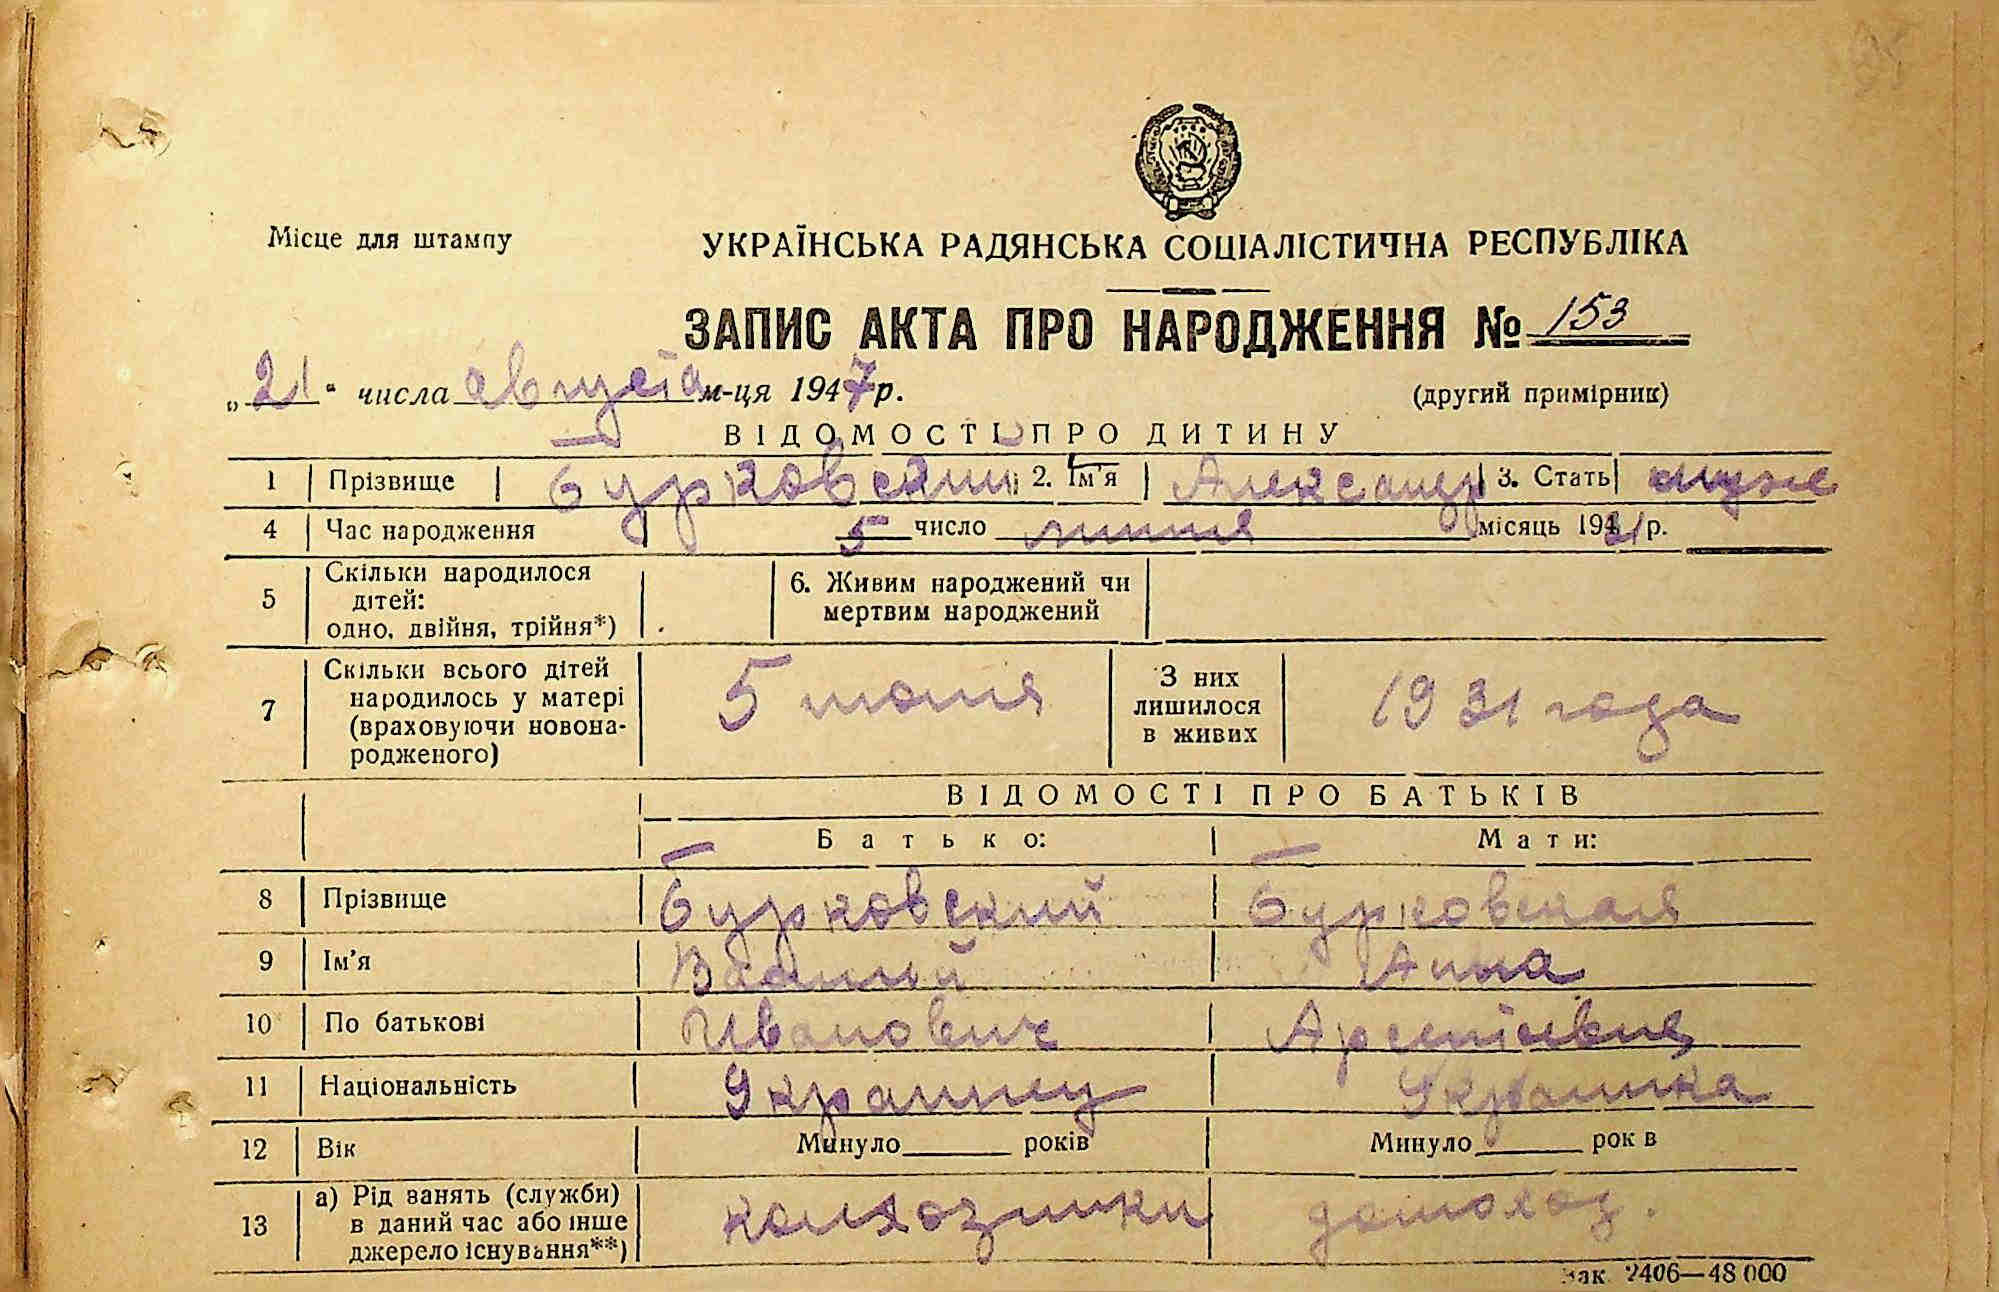 Місце для штампу
УКРАЇНСЬКА РАДЯНСЬКА СОЦІАЛІСТИЧНА РЕСПУБЛІКА
ЗАПИС АКТА ПРО НАРОДЖЕННЯ № 153
„21" числа августа м-ця 1947 р.
(другий примірник)
ВІДОМОСТІ ПРО ДИТИНУ
1 Прізвище Бурковский 2. Ім'я Александр 3. Стать муж
4 Час народження 5 число місяць 1931 р.
5 Скільки народилося дітей: одно, двійня, трійня*) 6. Живим народжений чи мертвим народжений
7 Скільки всього дітей народилось у матері (враховуючи новонародженого) 5 З них лишилося в живих 1931 года
ВІДОМОСТІ ПРО БАТЬКІВ
Батько: Мати:
8 Прізвище Бурковский Бурковская
9 Ім'я Анна
10 По батькові Иванович
11 Національність Украинец Украинка
12 Вік Минуло років Минуло рок в
13 а) Рід занять (служби) в даний час або інше джерело існування**) колхозники домохоз.
Зак. 2406—48 000